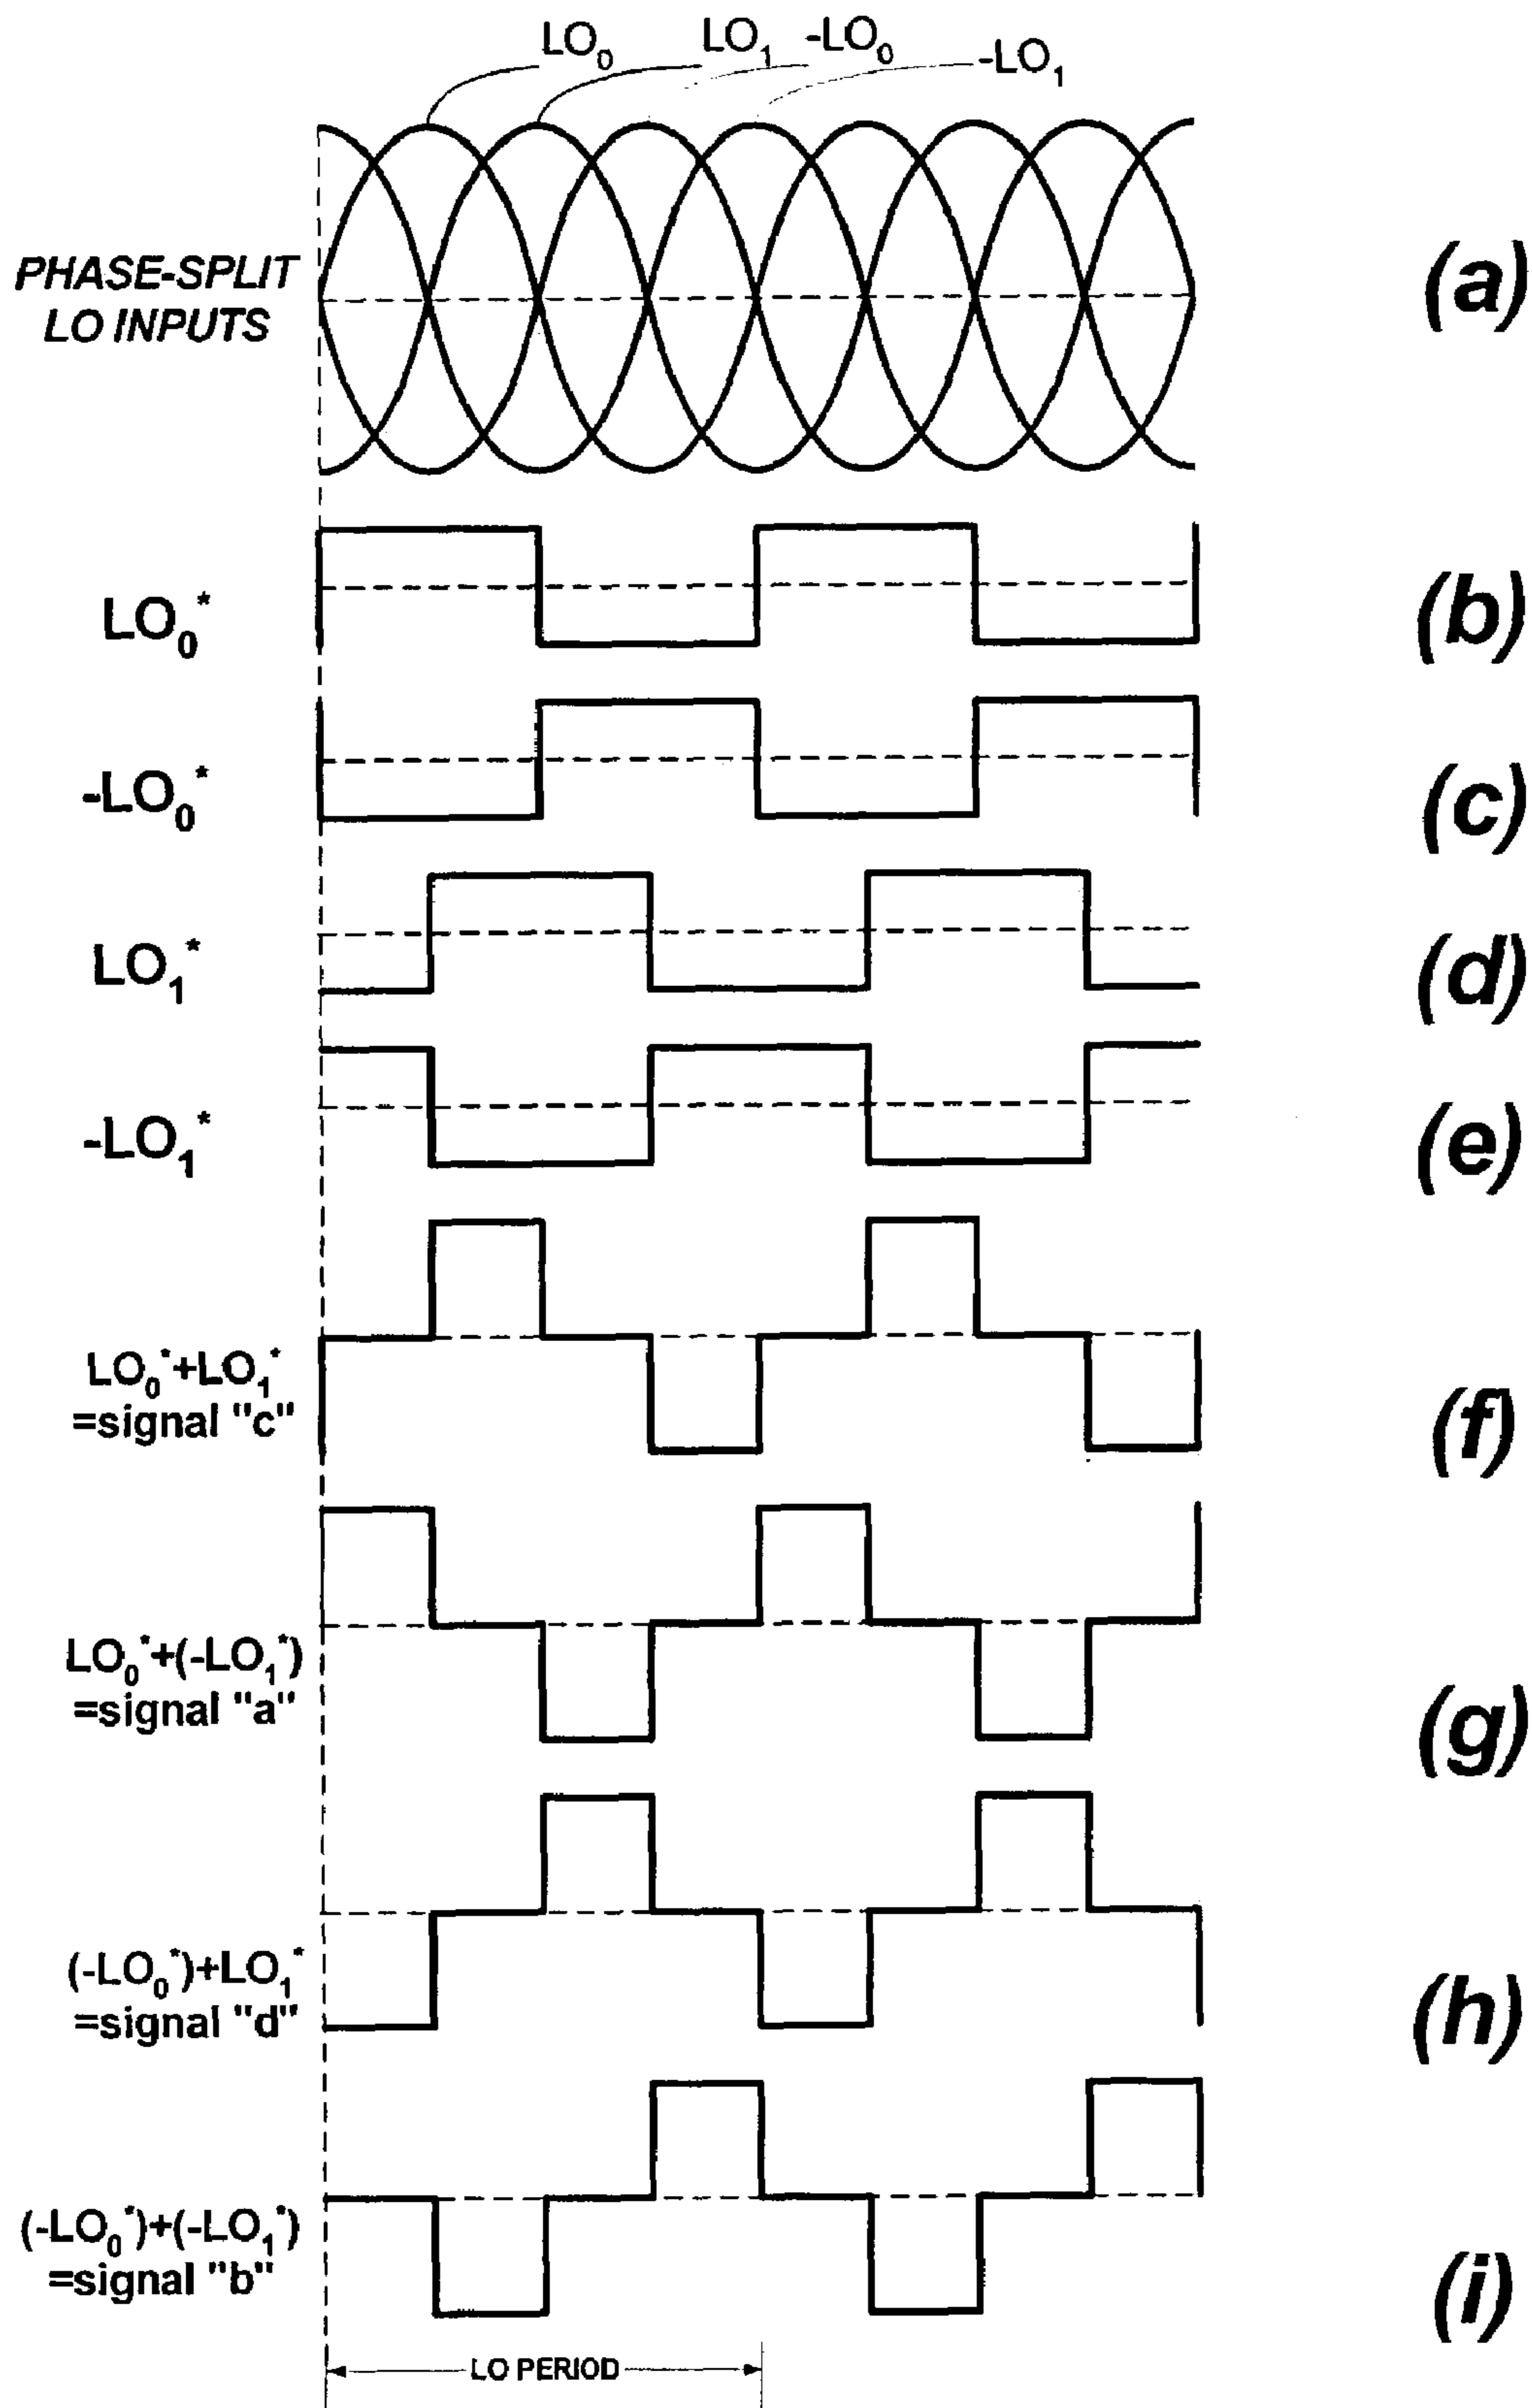 LO₀ LO₁ -LO₀ -LO₁
PHASE-SPLIT
LO INPUTS
(a)
LO₀*
(b)
-LO₀*
(c)
LO₁*
(d)
-LO₁*
(e)
LO₀*+LO₁*
=signal "c"
(f)
LO₀*+(-LO₁*)
=signal "a"
(g)
(-LO₀*)+LO₁*
=signal "d"
(h)
(-LO₀*)+(-LO₁*)
=signal "b"
(i)
LO PERIOD